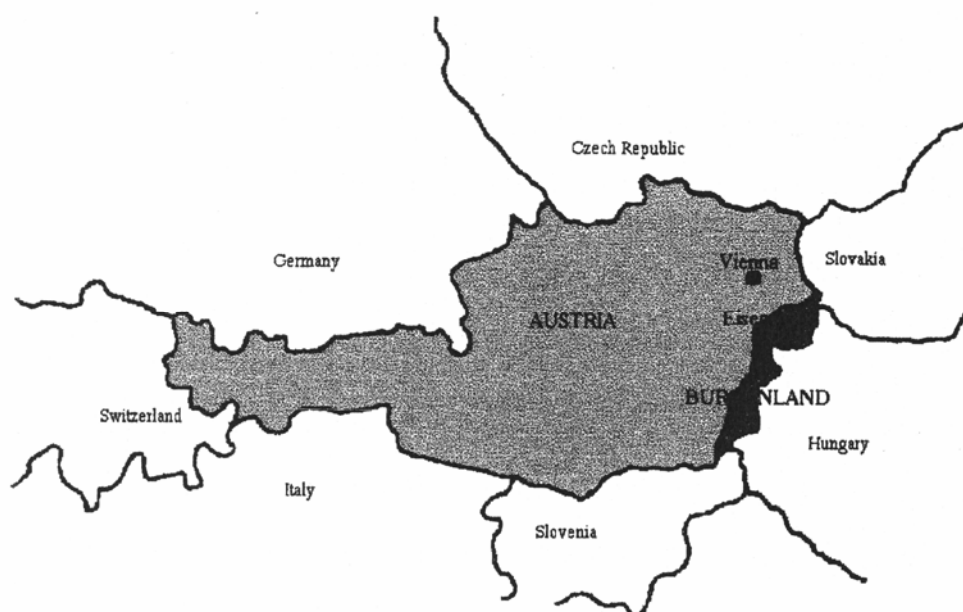 Czech Republic
Germany
Vienna
Slovakia
AUSTRIA
Switzerland
Hungary
Italy
Slovenia